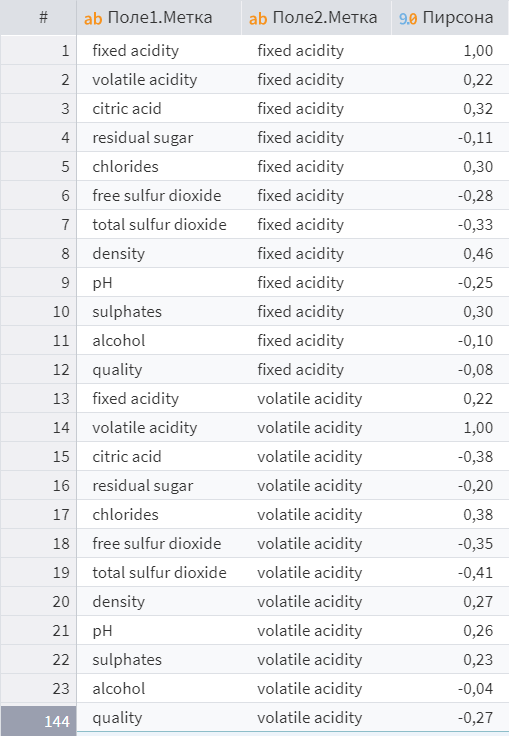 # ab Поле1.Метка ab Поле2.Метка 9.0 Пирсона
1 fixed acidity fixed acidity 1,00
2 volatile acidity fixed acidity 0,22
3 citric acid fixed acidity 0,32
4 residual sugar fixed acidity -0,11
5 chlorides fixed acidity 0,30
6 free sulfur dioxide fixed acidity -0,28
7 total sulfur dioxide fixed acidity -0,33
8 density fixed acidity 0,46
9 pH fixed acidity -0,25
10 sulphates fixed acidity 0,30
11 alcohol fixed acidity -0,10
12 quality fixed acidity -0,08
13 fixed acidity volatile acidity 0,22
14 volatile acidity volatile acidity 1,00
15 citric acid volatile acidity -0,38
16 residual sugar volatile acidity -0,20
17 chlorides volatile acidity 0,38
18 free sulfur dioxide volatile acidity -0,35
19 total sulfur dioxide volatile acidity -0,41
20 density volatile acidity 0,27
21 pH volatile acidity 0,26
22 sulphates volatile acidity 0,23
23 alcohol volatile acidity -0,04
144 quality volatile acidity -0,27